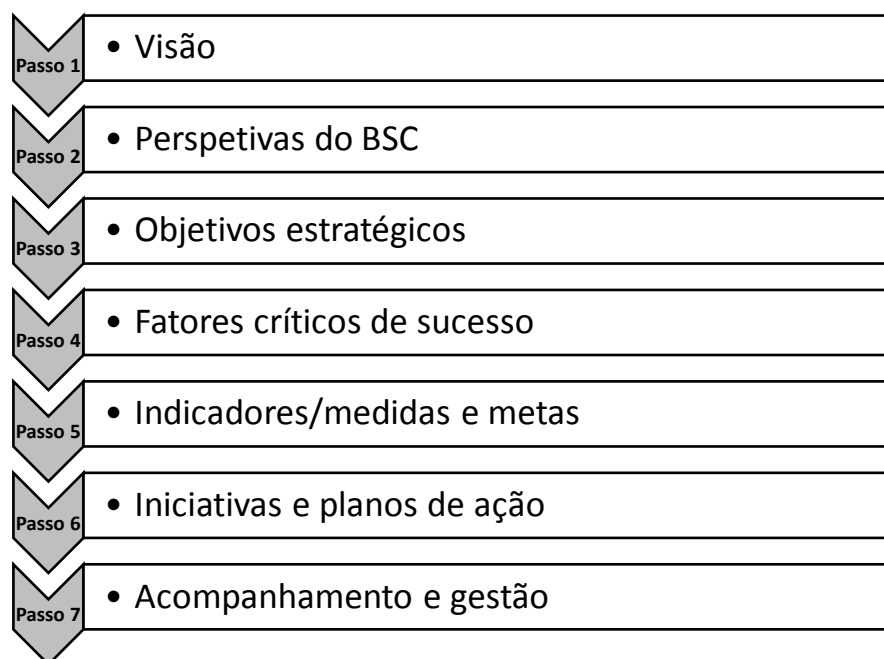 Passo 1 • Visão
Passo 2 • Perspetivas do BSC
Passo 3 • Objetivos estratégicos
Passo 4 • Fatores críticos de sucesso
Passo 5 • Indicadores/medidas e metas
Passo 6 • Iniciativas e planos de ação
Passo 7 • Acompanhamento e gestão